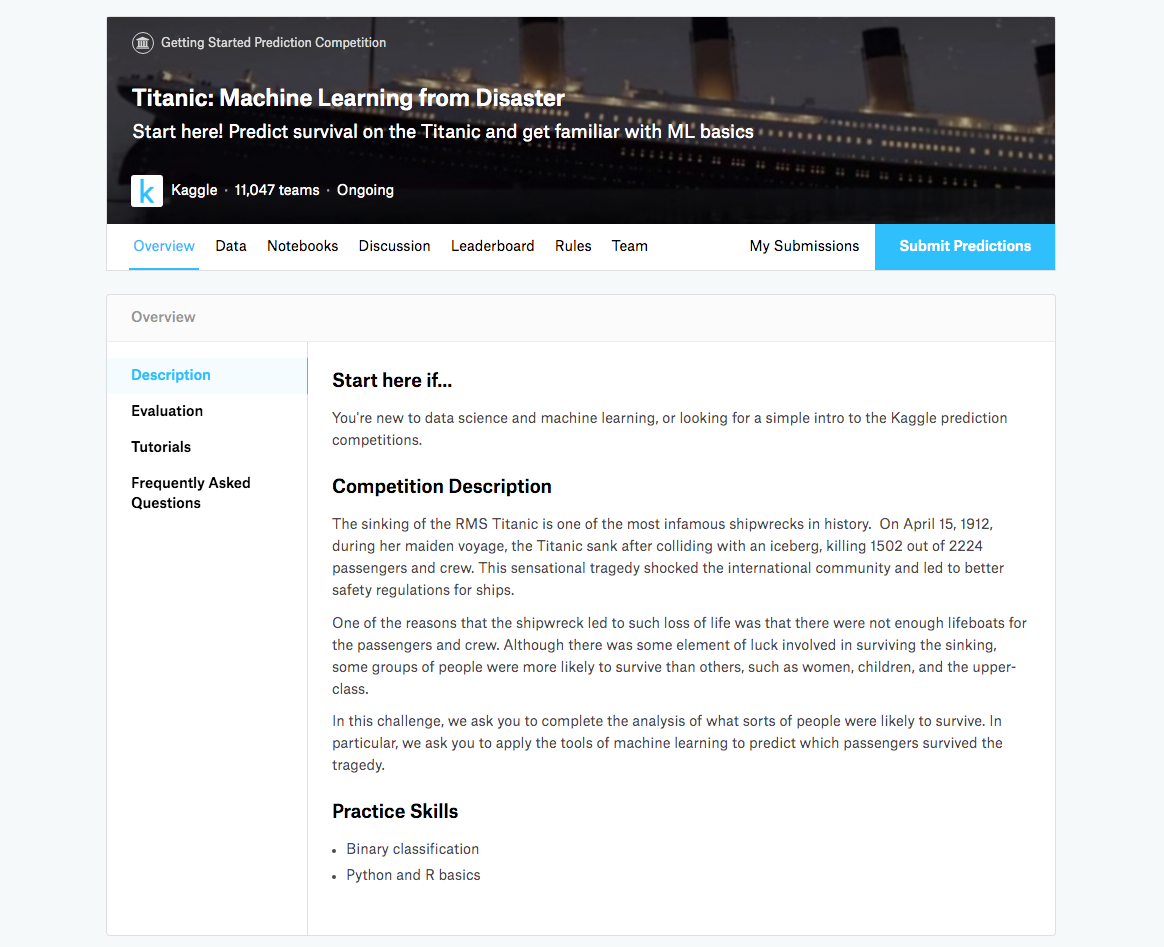 Getting Started Prediction Competition
Titanic: Machine Learning from Disaster
Start here! Predict survival on the Titanic and get familiar with ML basics
k Kaggle · 11,047 teams · Ongoing
Overview Data Notebooks Discussion Leaderboard Rules Team My Submissions Submit Predictions
Overview
Description
Evaluation
Tutorials
Frequently Asked
Questions
Start here if...
You're new to data science and machine learning, or looking for a simple intro to the Kaggle prediction
competitions.
Competition Description
The sinking of the RMS Titanic is one of the most infamous shipwrecks in history.  On April 15, 1912,
during her maiden voyage, the Titanic sank after colliding with an iceberg, killing 1502 out of 2224
passengers and crew. This sensational tragedy shocked the international community and led to better
safety regulations for ships.
One of the reasons that the shipwreck led to such loss of life was that there were not enough lifeboats for
the passengers and crew. Although there was some element of luck involved in surviving the sinking,
some groups of people were more likely to survive than others, such as women, children, and the upper-
class.
In this challenge, we ask you to complete the analysis of what sorts of people were likely to survive. In
particular, we ask you to apply the tools of machine learning to predict which passengers survived the
tragedy.
Practice Skills
• Binary classification
• Python and R basics